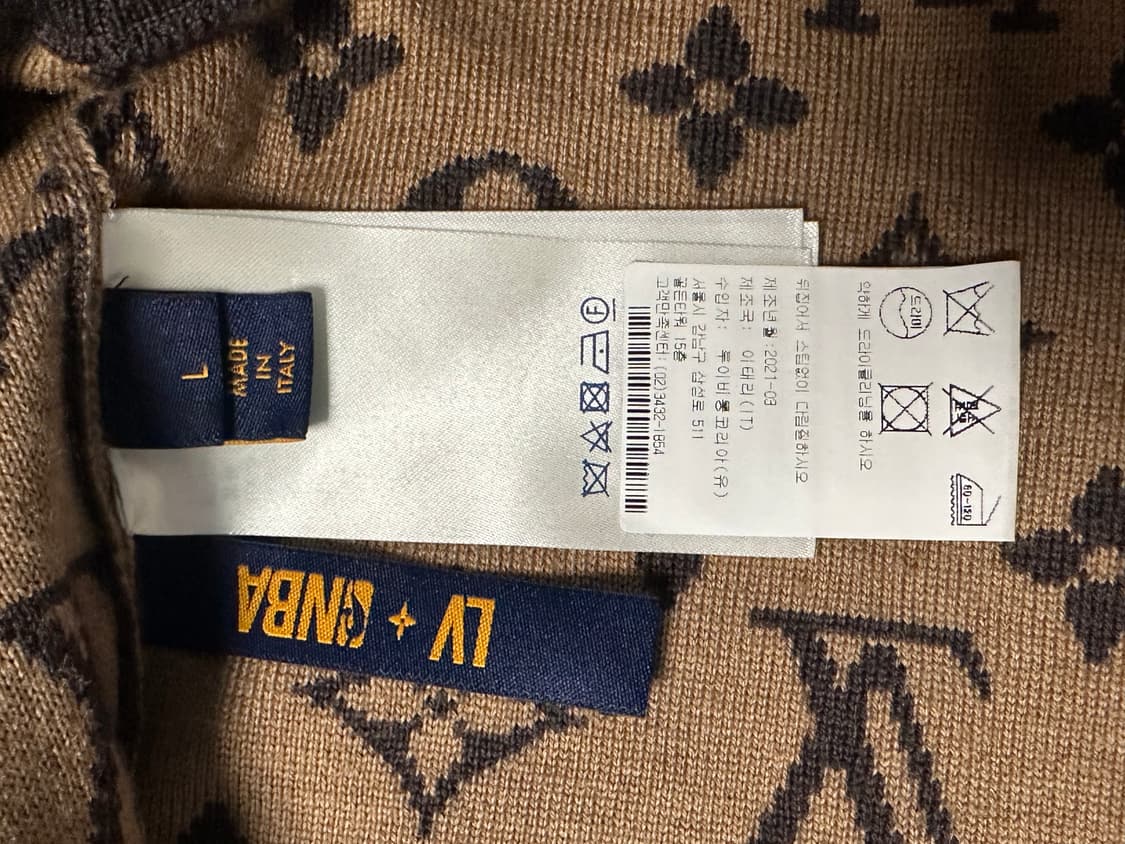 L
MADE
IN
ITALY
LV + NBA
F
뒤집어서 스팀없이 다림질하시오
제조년월 : 2021-03
제조국 : 이태리(IT)
수입자 : 루이비통코리아(유)
서울시 강남구 삼성로 511
골든타워 15층
고객만족센터 : (02)3432-1854
드라이
약하게 드라이클리닝을 하시오